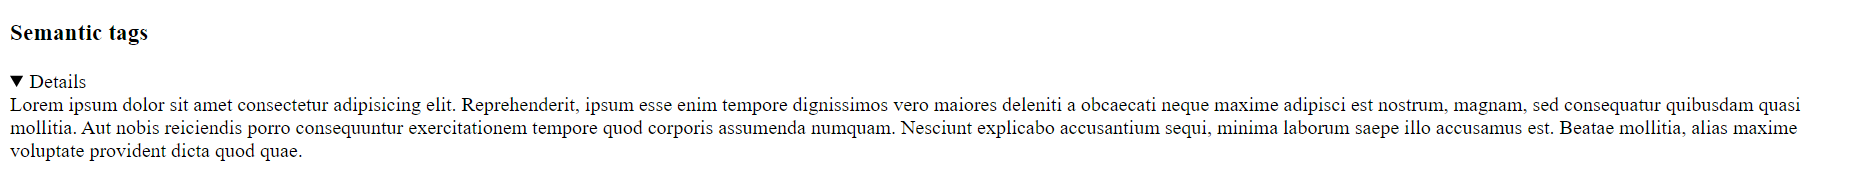 Semantic tags
▼ Details
Lorem ipsum dolor sit amet consectetur adipisicing elit. Reprehenderit, ipsum esse enim tempore dignissimos vero maiores deleniti a obcaecati neque maxime adipisci est nostrum, magnam, sed consequatur quibusdam quasi
mollitia. Aut nobis reiciendis porro consequuntur exercitationem tempore quod corporis assumenda numquam. Nesciunt explicabo accusantium sequi, minima laborum saepe illo accusamus est. Beatae mollitia, alias maxime
voluptate provident dicta quod quae.